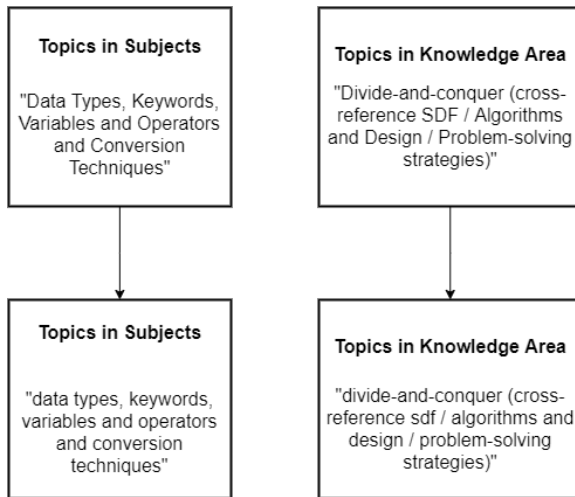 Topics in Subjects
"Data Types, Keywords,
Variables and Operators
and Conversion
Techniques"
Topics in Knowledge Area
"Divide-and-conquer (cross-
reference SDF / Algorithms
and Design / Problem-solving
strategies)"
Topics in Subjects
"data types, keywords,
variables and operators
and conversion
techniques"
Topics in Knowledge Area
"divide-and-conquer (cross-
reference sdf / algorithms and
design / problem-solving
strategies)"